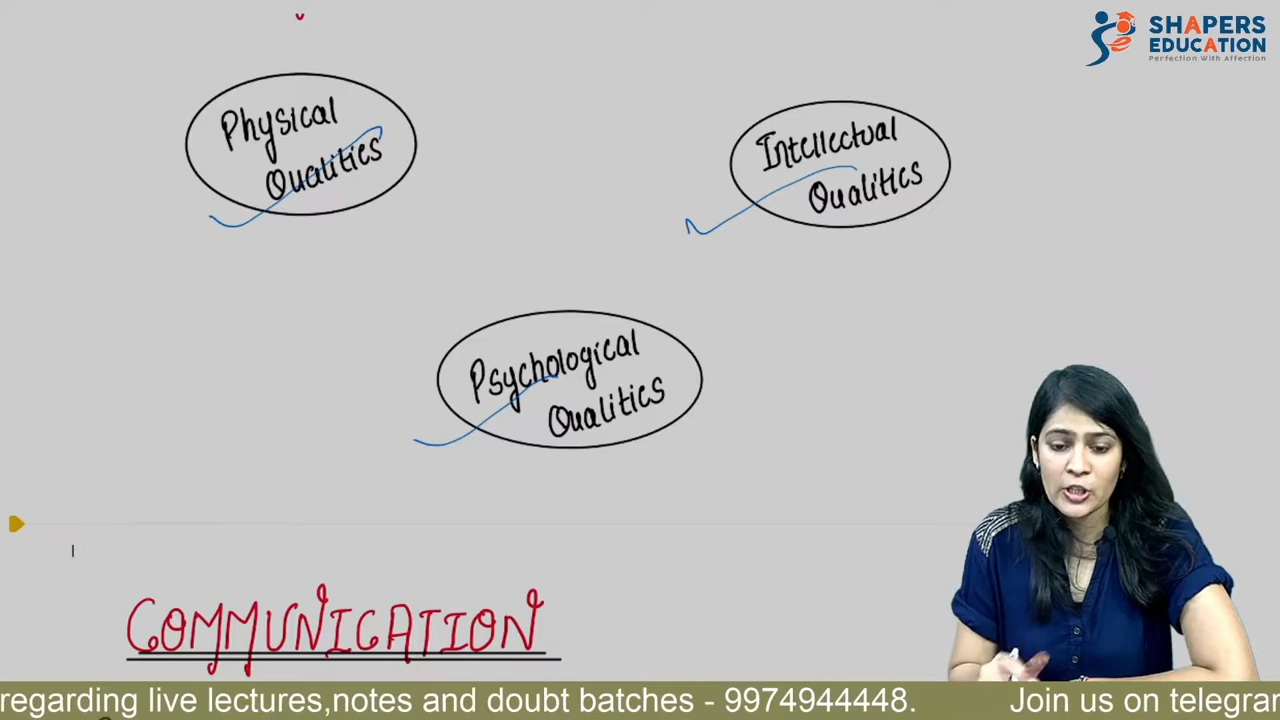 SHAPERS
EDUCATION
Perfection With Affection
Physical
Qualities
Intellectual
Qualities
Psychological
Qualities
COMMUNICATION
regarding live lectures,notes and doubt batches - 9974944448. Join us on telegram